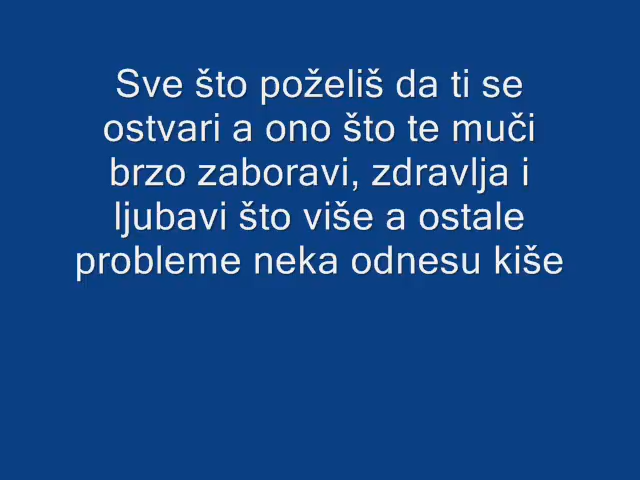 Sve što poželiš da ti se
ostvari a ono što te muči
brzo zaboravi, zdravlja i
ljubavi što više a ostale
probleme neka odnesu kiše